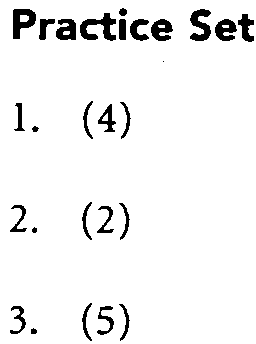 Practice Set
1. (4)
2. (2)
3. (5)